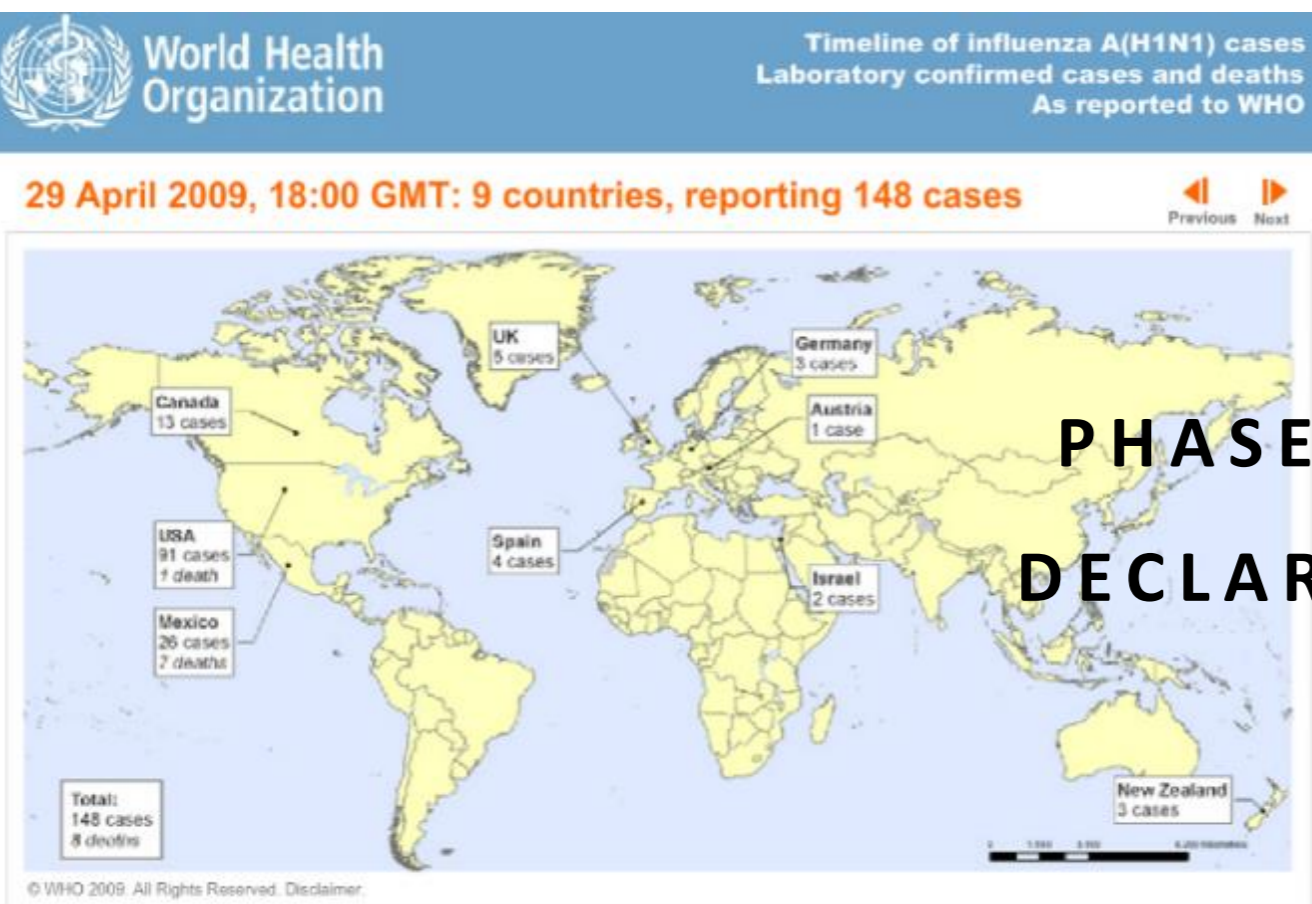 World Health
Organization
Timeline of influenza A(H1N1) cases
Laboratory confirmed cases and deaths
As reported to WHO
29 April 2009, 18:00 GMT: 9 countries, reporting 148 cases
Previous Next
UK
5 cases
Germany
3 cases
Canada
13 cases
Austria
1 case
PHASE
DECLAR
USA
91 cases
1 death
Spain
4 cases
Israel
2 cases
Mexico
26 cases
7 deaths
New Zealand
3 cases
Total:
148 cases
8 deaths
0
© WHO 2009. All Rights Reserved. Disclaimer.